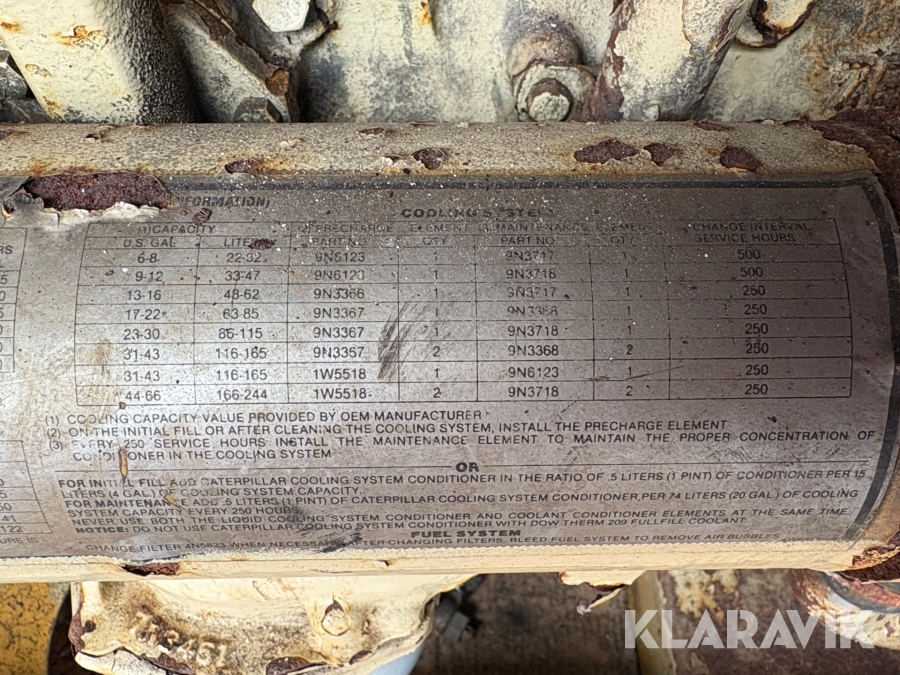 INFORMATION)
COOLING SYSTEM
CAPACITY PRECHARGE ELEMENT MAINTENANCE ELEMENT CHANGE INTERVAL
U.S. GAL LITERS PART NO. QTY PART NO. QTY SERVICE HOURS
6-8 22-32 9N6123 1 9N3717 1 500
9-12 33-47 9N6123 1 9N3718 1 500
13-16 48-62 9N3366 1 9N3717 1 250
17-22 63-85 9N3367 1 9N3368 1 250
23-30 86-115 9N3367 1 9N3718 1 250
31-43 116-165 9N3367 2 9N3368 2 250
31-43 116-165 1W5518 1 9N6123 1 250
44-66 166-244 1W5518 2 9N3718 2 250
(1) COOLING CAPACITY VALUE PROVIDED BY OEM MANUFACTURER
(2) ON THE INITIAL FILL OR AFTER CLEANING THE COOLING SYSTEM, INSTALL THE PRECHARGE ELEMENT
(3) EVERY 250 SERVICE HOURS INSTALL THE MAINTENANCE ELEMENT TO MAINTAIN THE PROPER CONCENTRATION OF
CONDITIONER IN THE COOLING SYSTEM
OR
FOR INITIAL FILL ADD CATERPILLAR COOLING SYSTEM CONDITIONER IN THE RATIO OF .5 LITERS (1 PINT) OF CONDITIONER PER 15
LITERS (4 GAL) OF COOLING SYSTEM CAPACITY.
FOR MAINTENANCE ADD .5 LITERS (1 PINT) OF CATERPILLAR COOLING SYSTEM CONDITIONER, PER 74 LITERS (20 GAL) OF COOLING
SYSTEM CAPACITY EVERY 250 HOURS.
NEVER USE BOTH THE LIQUID COOLING SYSTEM CONDITIONER AND COOLANT CONDITIONER ELEMENTS AT THE SAME TIME.
NOTICE: DO NOT USE CATERPILLAR COOLING SYSTEM CONDITIONER WITH DOW THERM 209 FULLFILL COOLANT.
FUEL SYSTEM
CHANGE FILTER 4N5823 WHEN NECESSARY. AFTER CHANGING FILTERS, BLEED FUEL SYSTEM TO REMOVE AIR BUBBLES
URE IS
KLARAVIK